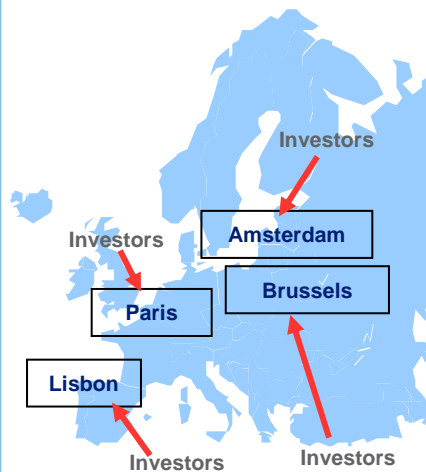 Investors
Amsterdam
Investors
Brussels
Paris
Lisbon
Investors
Investors